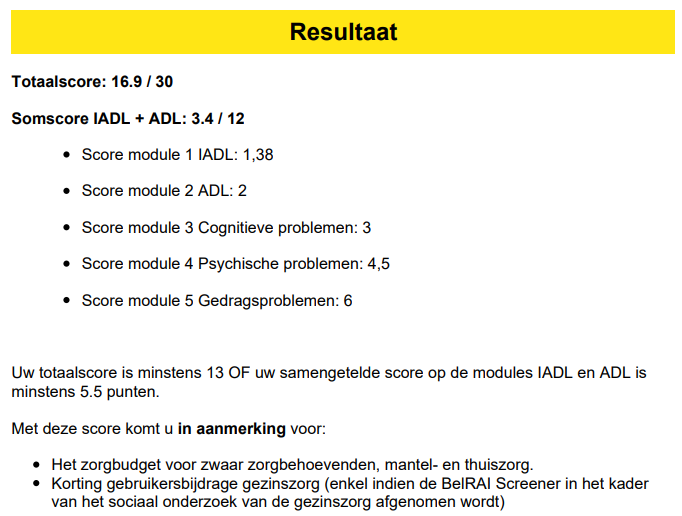 Resultaat
Totaalscore: 16.9 / 30
Somscore IADL + ADL: 3.4 / 12
• Score module 1 IADL: 1,38
• Score module 2 ADL: 2
• Score module 3 Cognitieve problemen: 3
• Score module 4 Psychische problemen: 4,5
• Score module 5 Gedragsproblemen: 6
Uw totaalscore is minstens 13 OF uw samengetelde score op de modules IADL en ADL is
minstens 5.5 punten.
Met deze score komt u in aanmerking voor:
• Het zorgbudget voor zwaar zorgbehoevenden, mantel- en thuiszorg.
• Korting gebruikersbijdrage gezinszorg (enkel indien de BelRAI Screener in het kader
van het sociaal onderzoek van de gezinszorg afgenomen wordt)